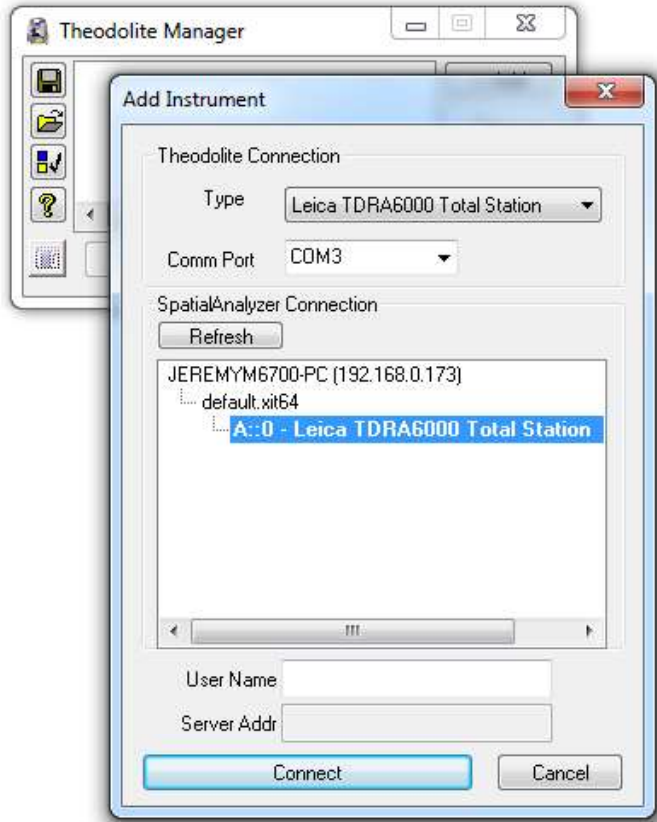 Theodolite Manager
Add Instrument
Theodolite Connection
Type Leica TDRA6000 Total Station
Comm Port COM3
SpatialAnalyzer Connection
Refresh
JEREMYM6700-PC (192.168.0.173)
default.xit64
A::0 - Leica TDRA6000 Total Station
User Name
Server Addr
Connect Cancel